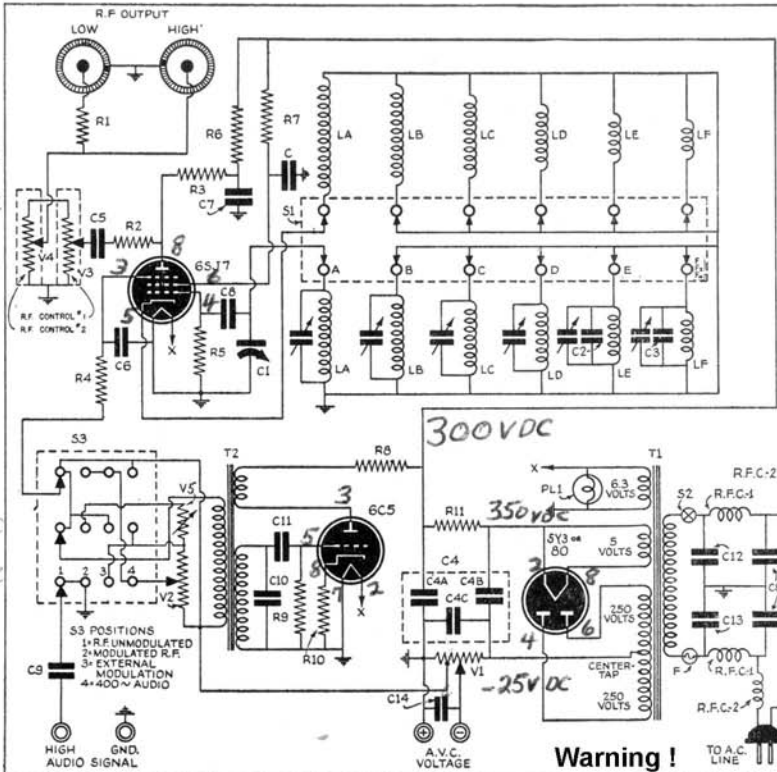 R.F. OUTPUT
LOW HIGH
R1
R6
R7
R3
C
C7
LA LB LC LD LE LF
S1
C5 R2
V4 V3
8
6SJ7
3 6
4 C8
5
A B C D E
R.F. CONTROL #1
R.F. CONTROL #2
C6 X R5 C1
R4
C2 C3
LA LB LC LD LE LF
300 VDC
S3 T2 R8 T1
X
PL1 6.3 VOLTS
R.F.C.-2
S2 R.F.C.-1
V5 3 6C5
R11 350 VDC
5Y3 OR 80
5 VOLTS
C11 5
C4
C4A C4B
C4C
2 8
C12
1 2 3 4
V2
C10 8
R9 7 2
X
R10
4 6
250 VOLTS
C13
S3 POSITIONS
1=R.F. UNMODULATED
2=MODULATED R.F.
3=EXTERNAL MODULATION
4=400~AUDIO
V1
-25V DC
CENTER-TAP
250 VOLTS
F R.F.C.-1
R.F.C.-2
C9
C14
HIGH GND.
AUDIO SIGNAL
+ −
A.V.C. VOLTAGE
Warning !
TO A.C. LINE